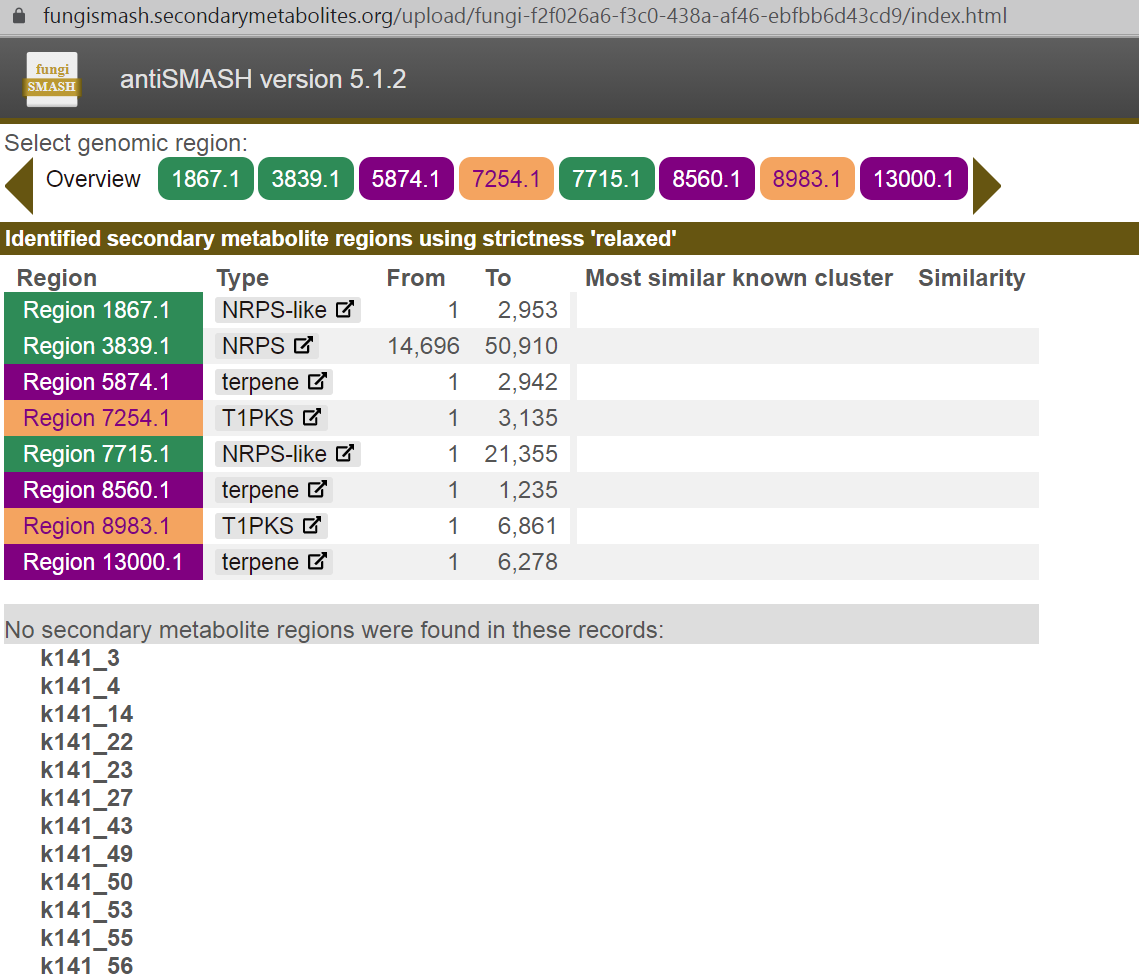 fungismash.secondarymetabolites.org/upload/fungi-f2f026a6-f3c0-438a-af46-ebfbb6d43cd9/index.html
fungi
SMASH
antiSMASH version 5.1.2
Select genomic region:
Overview 1867.1 3839.1 5874.1 7254.1 7715.1 8560.1 8983.1 13000.1
Identified secondary metabolite regions using strictness 'relaxed'
Region Type From To Most similar known cluster Similarity
Region 1867.1 NRPS-like 1 2,953
Region 3839.1 NRPS 14,696 50,910
Region 5874.1 terpene 1 2,942
Region 7254.1 T1PKS 1 3,135
Region 7715.1 NRPS-like 1 21,355
Region 8560.1 terpene 1 1,235
Region 8983.1 T1PKS 1 6,861
Region 13000.1 terpene 1 6,278
No secondary metabolite regions were found in these records:
k141_3
k141_4
k141_14
k141_22
k141_23
k141_27
k141_43
k141_49
k141_50
k141_53
k141_55
k141_56